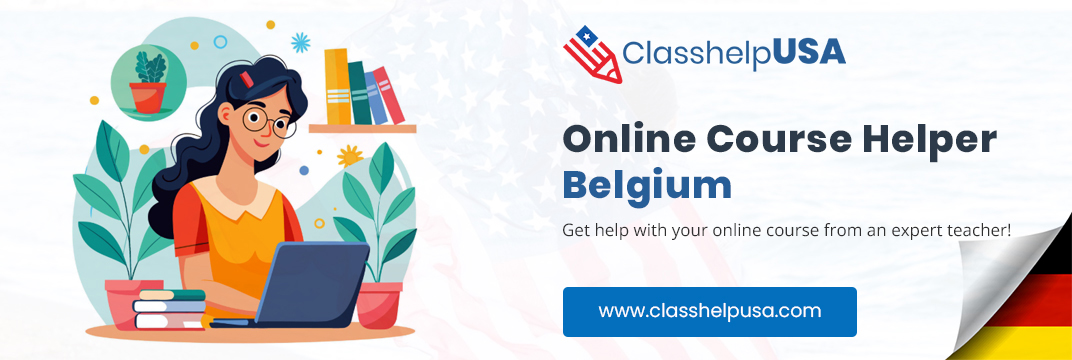 ClasshelpUSA
Online Course Helper
Belgium
Get help with your online course from an expert teacher!
www.classhelpusa.com